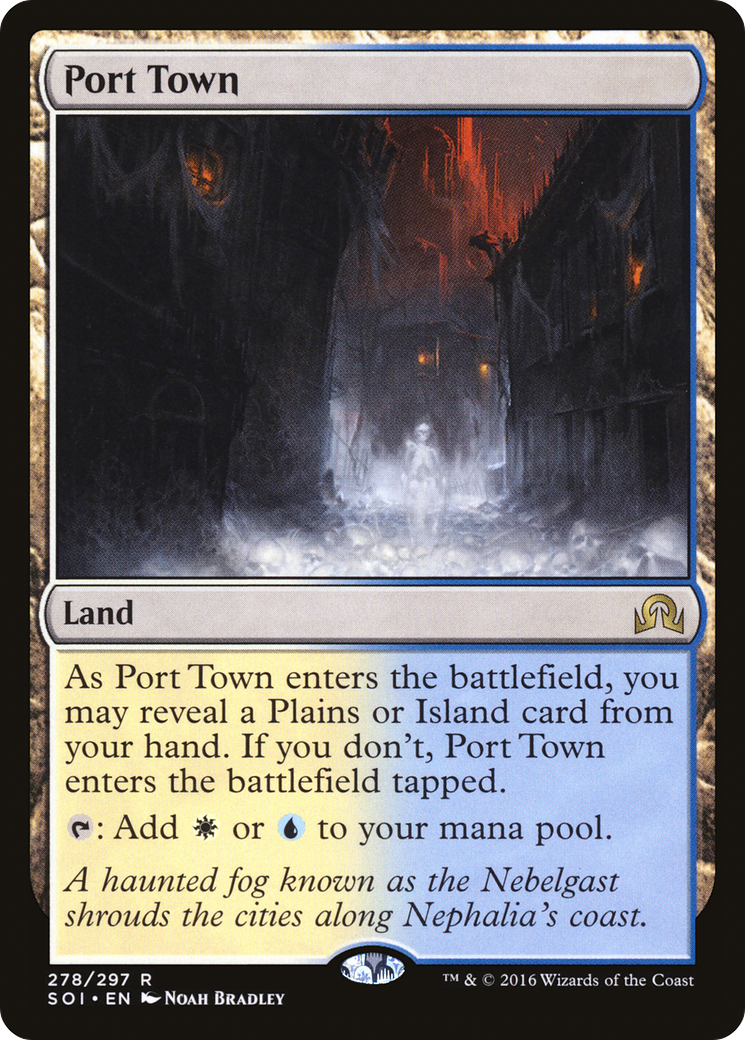 Port Town
Land
As Port Town enters the battlefield, you
may reveal a Plains or Island card from
your hand. If you don't, Port Town
enters the battlefield tapped.
: Add or to your mana pool.
A haunted fog known as the Nebelgast
shrouds the cities along Nephalia's coast.
278/297 R
SOI • EN Noah Bradley
™ & © 2016 Wizards of the Coast